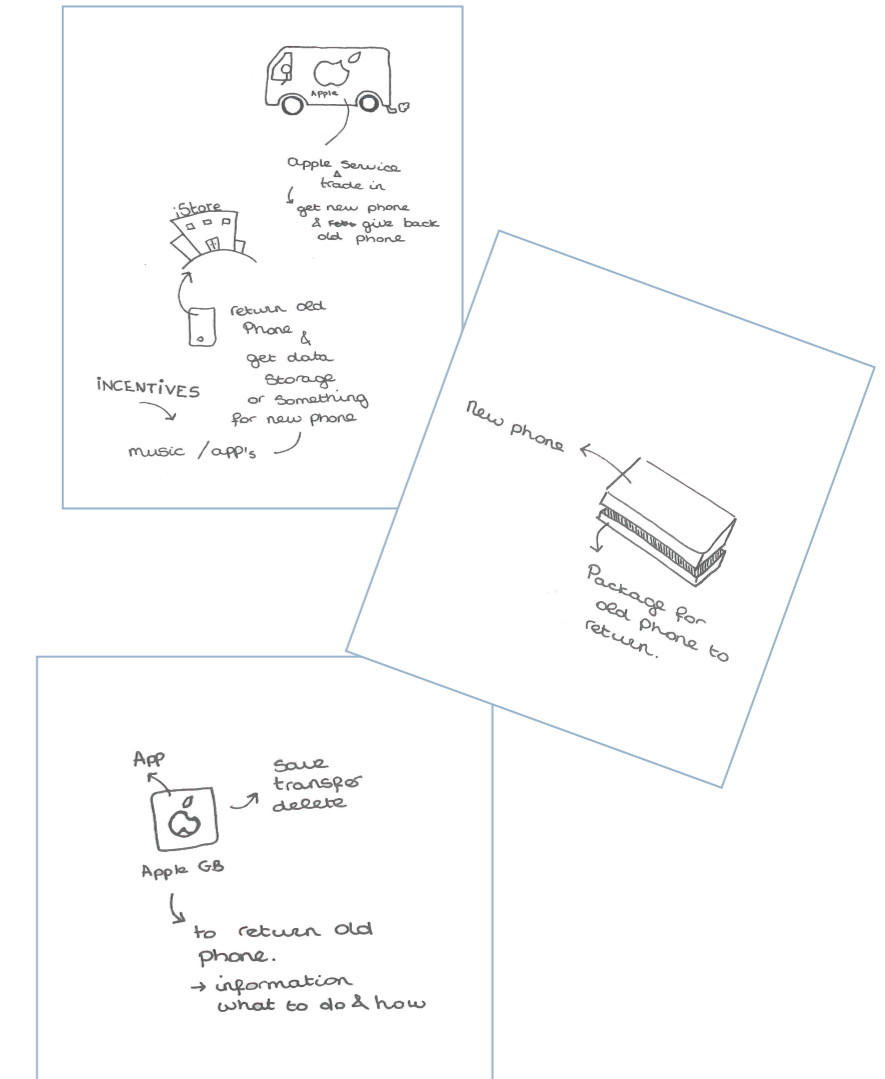 Apple
apple service
trade in
get new phone
& give back
old phone
iStore
return old
Phone &
get data
storage
or something
for new phone
iNCENTiVES
music / app's
New phone
Package for
old phone to
return.
App
save
transfer
delete
Apple GB
to return old
phone.
→ information
what to do & how